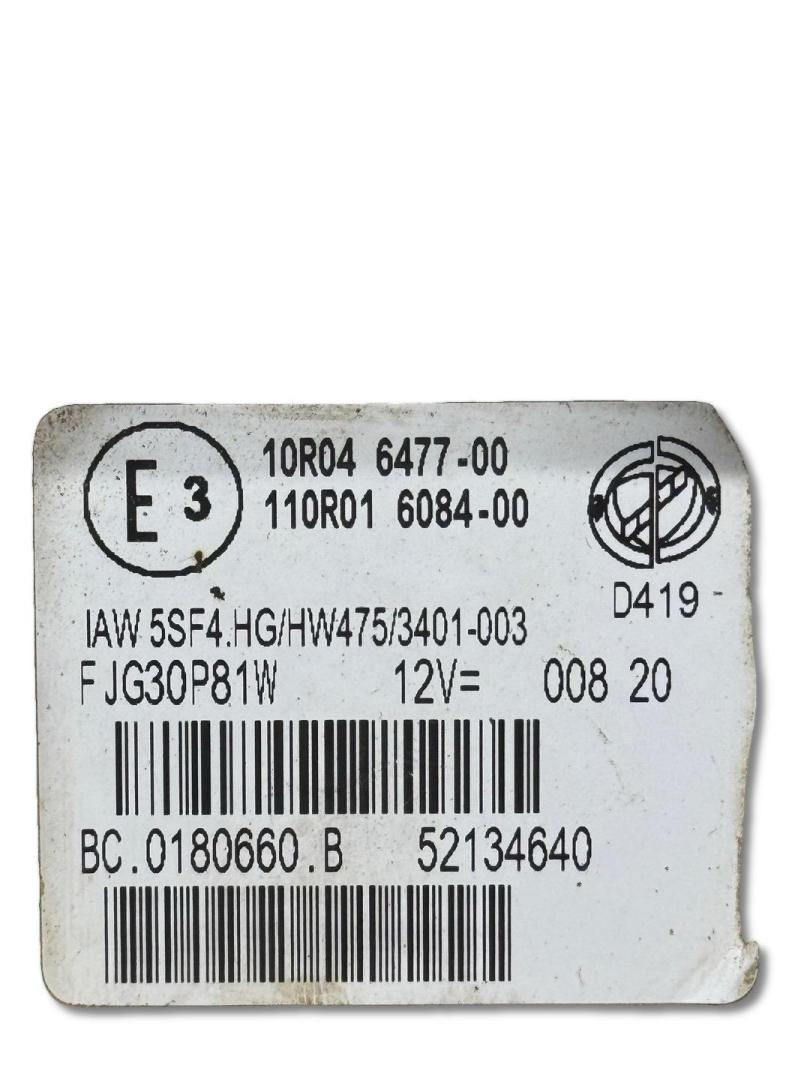 E 3
10R04 6477-00
110R01 6084-00
D419
IAW 5SF4.HG/HW475/3401-003
FJG30P81W 12V= 008 20
BC.0180660.B 52134640